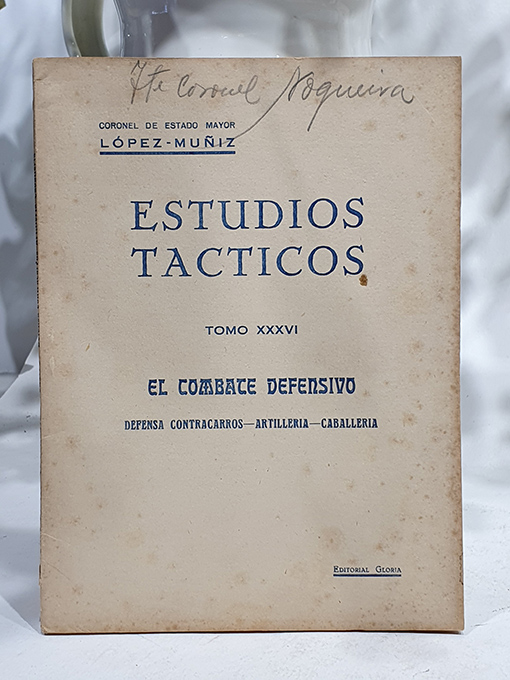 Tte Coronel Nogueira
CORONEL DE ESTADO MAYOR
LÓPEZ-MUÑIZ
ESTUDIOS
TACTICOS
TOMO XXXVI
EL COMBATE DEFENSIVO
DEFENSA CONTRACARROS—ARTILLERIA—CABALLERIA
EDITORIAL GLORIA